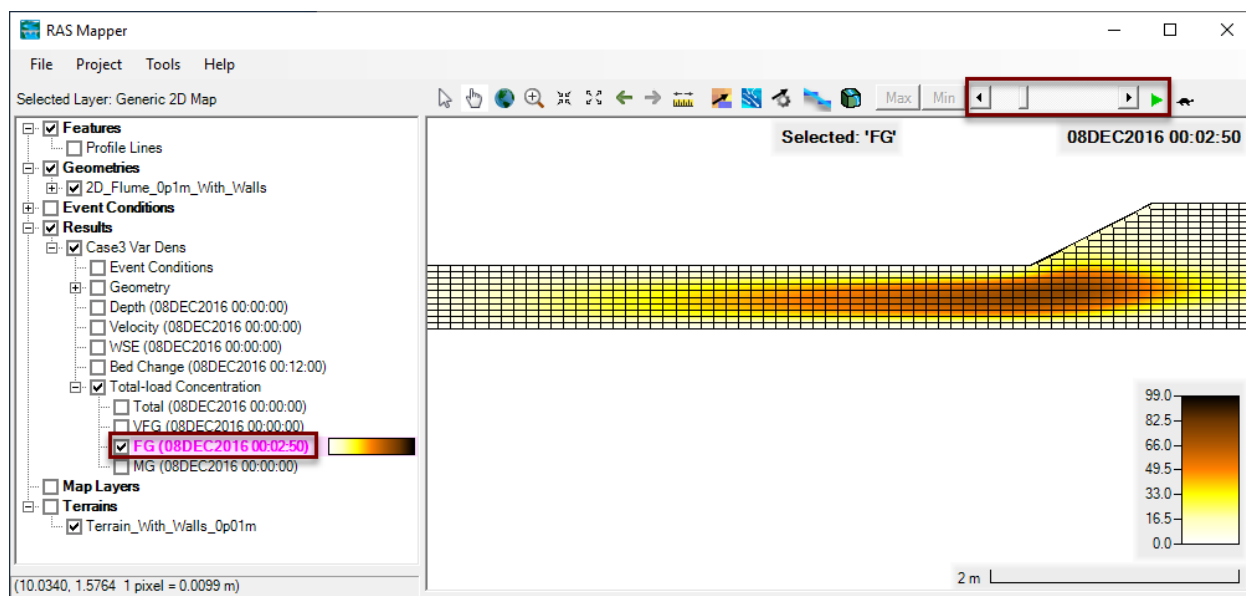 RAS Mapper
File Project Tools Help
Selected Layer: Generic 2D Map
Max Min
Features
Profile Lines
Geometries
2D_Flume_0p1m_With_Walls
Event Conditions
Results
Case3 Var Dens
Event Conditions
Geometry
Depth (08DEC2016 00:00:00)
Velocity (08DEC2016 00:00:00)
WSE (08DEC2016 00:00:00)
Bed Change (08DEC2016 00:12:00)
Total-load Concentration
Total (08DEC2016 00:00:00)
VFG (08DEC2016 00:00:00)
FG (08DEC2016 00:02:50)
MG (08DEC2016 00:00:00)
Map Layers
Terrains
Terrain_With_Walls_0p01m
(10.0340, 1.5764 1 pixel = 0.0099 m)
Selected: 'FG'
08DEC2016 00:02:50
99.0
82.5
66.0
49.5
33.0
16.5
0.0
2 m